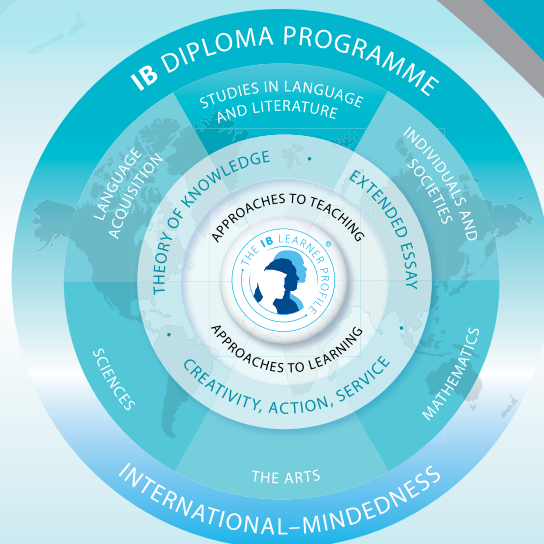 IB DIPLOMA PROGRAMME
STUDIES IN LANGUAGE
AND LITERATURE
LANGUAGE
ACQUISITION
INDIVIDUALS AND
SOCIETIES
THEORY OF KNOWLEDGE
EXTENDED ESSAY
APPROACHES TO TEACHING
THE IB LEARNER PROFILE
®
APPROACHES TO LEARNING
CREATIVITY, ACTION, SERVICE
SCIENCES
MATHEMATICS
THE ARTS
INTERNATIONAL–MINDEDNESS